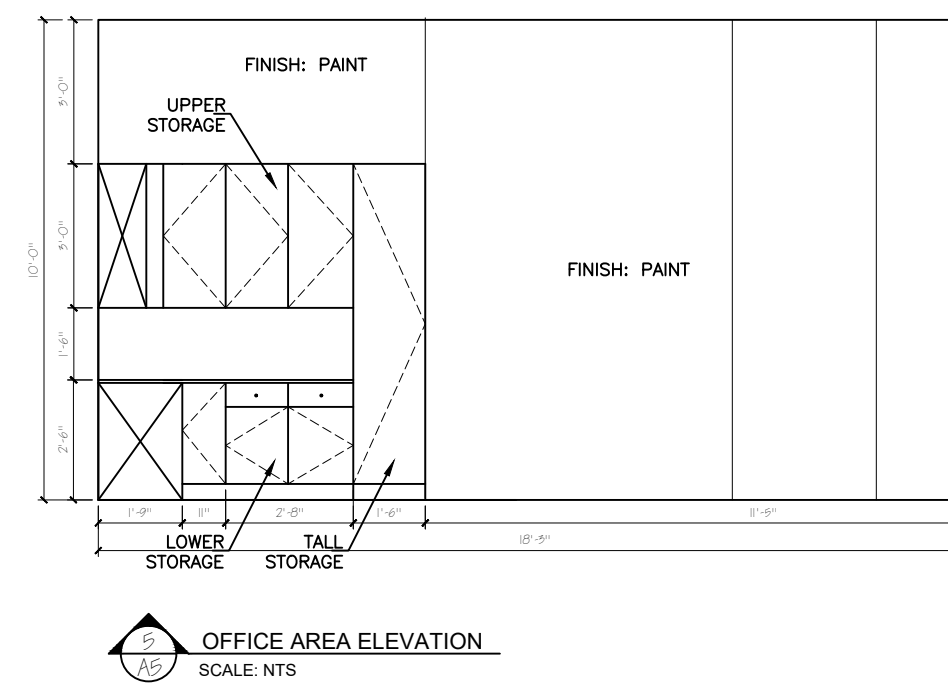 FINISH: PAINT
3'-0"
UPPER
STORAGE
3'-0"
10'-0"
FINISH: PAINT
1'-6"
2'-6"
1'-9"
11"
2'-8"
1'-6"
11'-5"
LOWER
STORAGE
TALL
STORAGE
18'-3"
5
A5
OFFICE AREA ELEVATION
SCALE: NTS